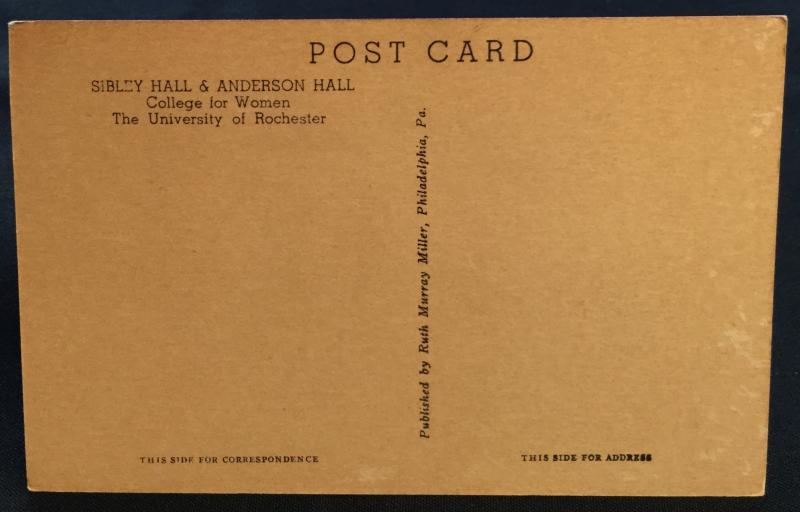 POST CARD
SIBLEY HALL & ANDERSON HALL
College for Women
The University of Rochester
Published by Ruth Murray Miller, Philadelphia, Pa.
THIS SIDE FOR CORRESPONDENCE
THIS SIDE FOR ADDRESS